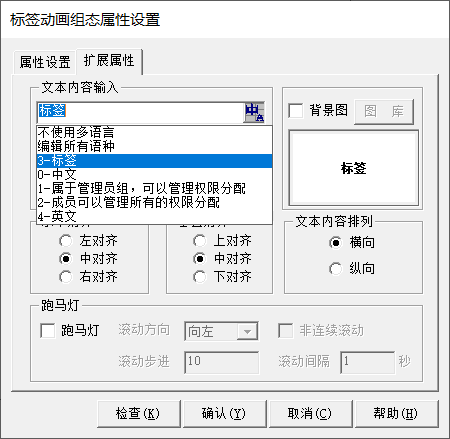 标签动画组态属性设置
属性设置 扩展属性
文本内容输入
标签
中A
背景图 图 库
不使用多语言
编辑所有语种
3-标签
0-中文
1-属于管理员组，可以管理权限分配
2-成员可以管理所有的权限分配
4-英文
标签
文本内容排列
左对齐 上对齐 横向
中对齐 中对齐
右对齐 下对齐 纵向
跑马灯
跑马灯 滚动方向 向左 非连续滚动
滚动步进 10 滚动间隔 1 秒
检查(K) 确认(Y) 取消(C) 帮助(H)